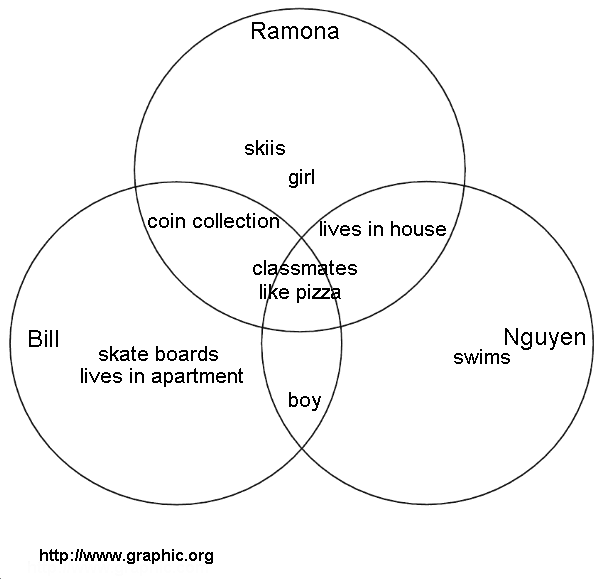 Ramona
skiis
girl
coin collection
lives in house
classmates
like pizza
Bill
Nguyen
skate boards
swims
lives in apartment
boy
http://www.graphic.org